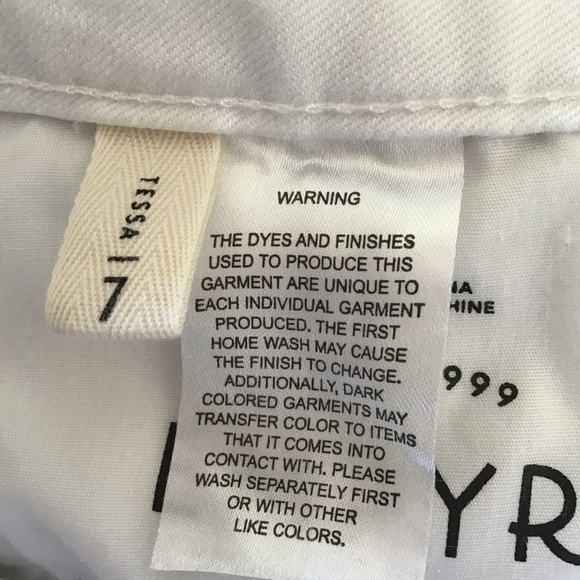 TESSA | 7
WARNING
THE DYES AND FINISHES
USED TO PRODUCE THIS
GARMENT ARE UNIQUE TO
EACH INDIVIDUAL GARMENT
PRODUCED. THE FIRST
HOME WASH MAY CAUSE
THE FINISH TO CHANGE.
ADDITIONALLY, DARK
COLORED GARMENTS MAY
TRANSFER COLOR TO ITEMS
THAT IT COMES INTO
CONTACT WITH. PLEASE
WASH SEPARATELY FIRST
OR WITH OTHER
LIKE COLORS.
NA
HINE
999
YR